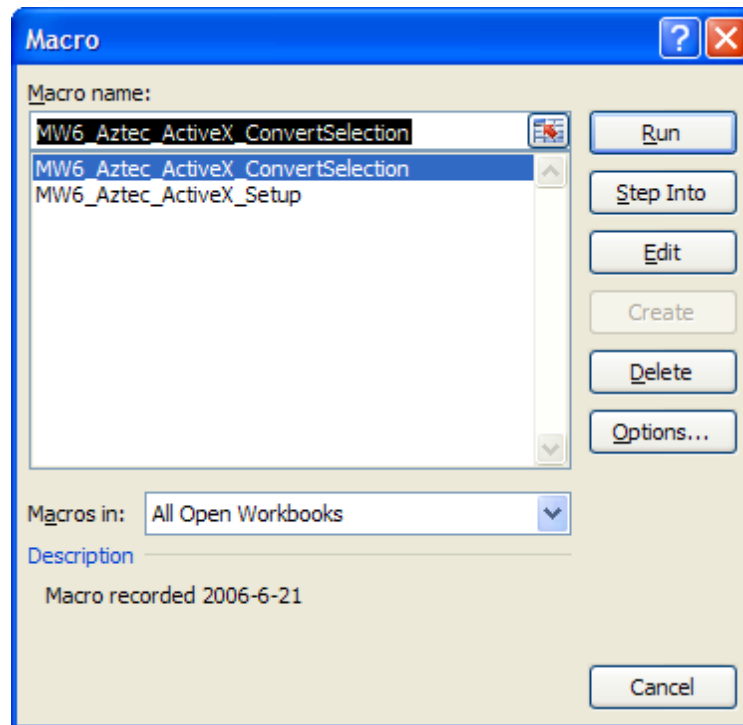 Macro
Macro name:
MW6_Aztec_ActiveX_ConvertSelection
MW6_Aztec_ActiveX_ConvertSelection
MW6_Aztec_ActiveX_Setup
Run
Step Into
Edit
Create
Delete
Options...
Macros in: All Open Workbooks
Description
Macro recorded 2006-6-21
Cancel